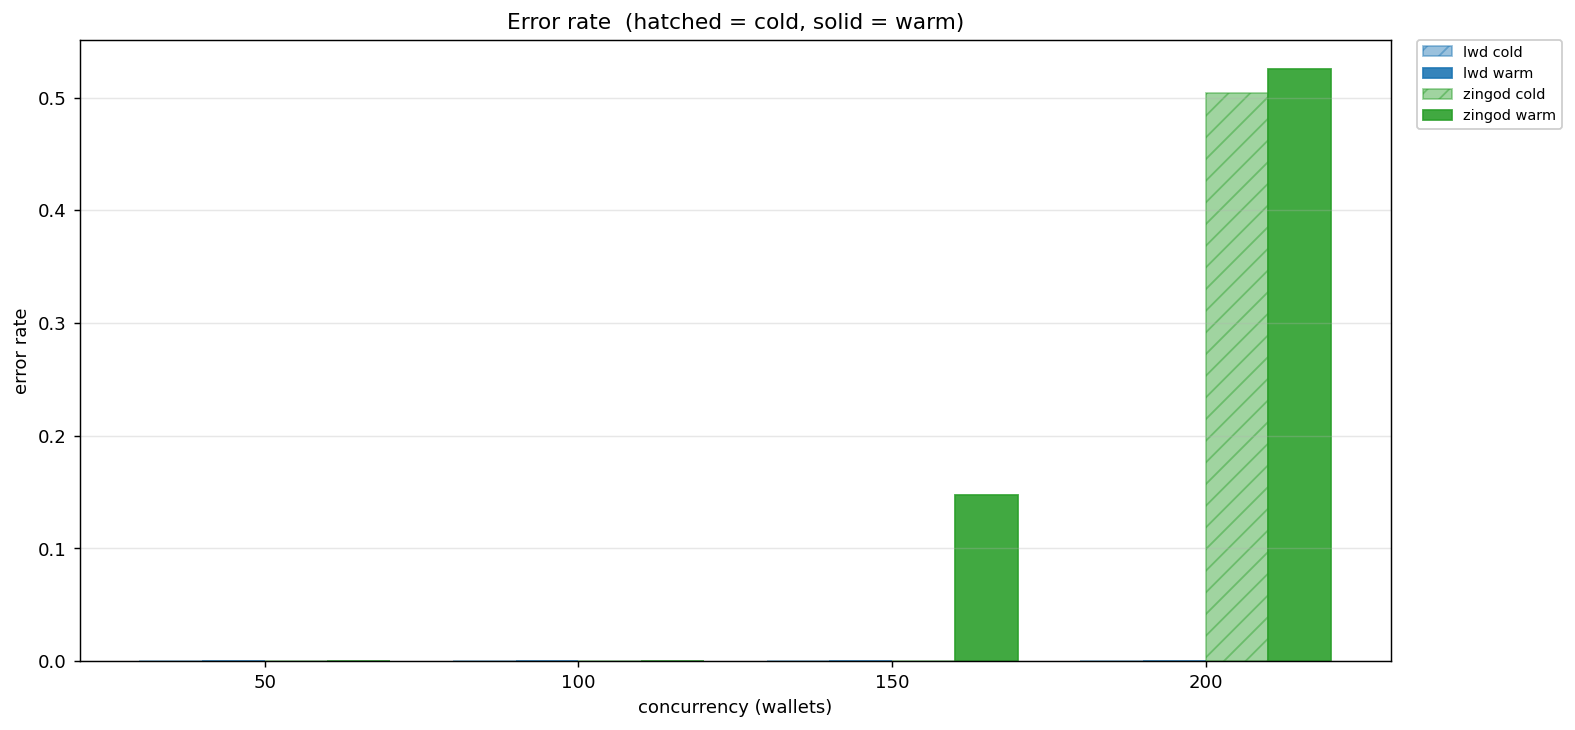 Error rate  (hatched = cold, solid = warm)
lwd cold
lwd warm
zingod cold
zingod warm
error rate
0.5
0.4
0.3
0.2
0.1
0.0
50
100
150
200
concurrency (wallets)